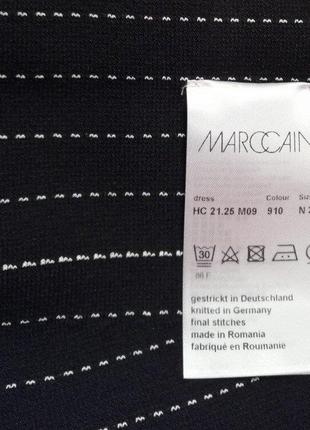 MARCCAIN
dress Colour Size
HC 21.25 M09 910 N
30
86 F
gestrickt in Deutschland
knitted in Germany
final stitches
made in Romania
fabriqué en Roumanie